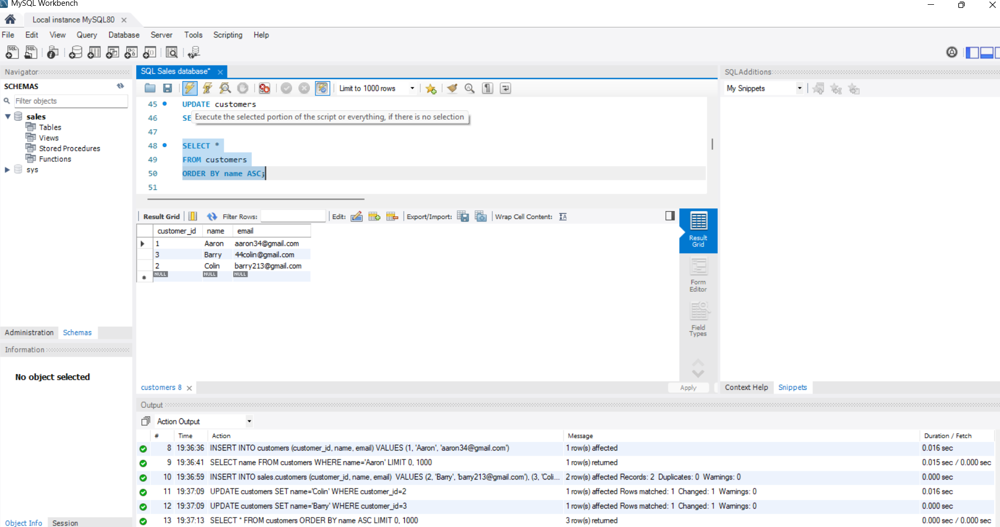 MySQL Workbench
Local instance MySQL80
File Edit View Query Database Server Tools Scripting Help
Navigator
SCHEMAS
Filter objects
sales
Tables
Views
Stored Procedures
Functions
sys
Administration Schemas
Information
No object selected
Object Info Session
SQL Sales database*
Limit to 1000 rows
45 UPDATE customers
46 SE
Execute the selected portion of the script or everything, if there is no selection
47
48 SELECT *
49 FROM customers
50 ORDER BY name ASC;
51
Result Grid Filter Rows: Edit: Export/Import: Wrap Cell Content:
customer_id name email
1 Aaron aaron34@gmail.com
3 Barry 44colin@gmail.com
2 Colin barry213@gmail.com
NULL NULL NULL
Result Grid
Form Editor
Field Types
customers 8 Apply
SQLAdditions
My Snippets
Context Help Snippets
Output
Action Output
# Time Action Message Duration / Fetch
8 19:36:36 INSERT INTO customers (customer_id, name, email) VALUES (1, 'Aaron', 'aaron34@gmail.com') 1 row(s) affected 0.016 sec
9 19:36:41 SELECT name FROM customers WHERE name='Aaron' LIMIT 0, 1000 1 row(s) returned 0.015 sec / 0.000 sec
10 19:36:59 INSERT INTO sales.customers (customer_id, name, email) VALUES (2, 'Barry', 'barry213@gmail.com'), (3, 'Coli... 2 row(s) affected Records: 2 Duplicates: 0 Warnings: 0 0.000 sec
11 19:37:09 UPDATE customers SET name='Colin' WHERE customer_id=2 1 row(s) affected Rows matched: 1 Changed: 1 Warnings: 0 0.016 sec
12 19:37:09 UPDATE customers SET name='Barry' WHERE customer_id=3 1 row(s) affected Rows matched: 1 Changed: 1 Warnings: 0 0.000 sec
13 19:37:13 SELECT * FROM customers ORDER BY name ASC LIMIT 0, 1000 3 row(s) returned 0.000 sec / 0.000 sec